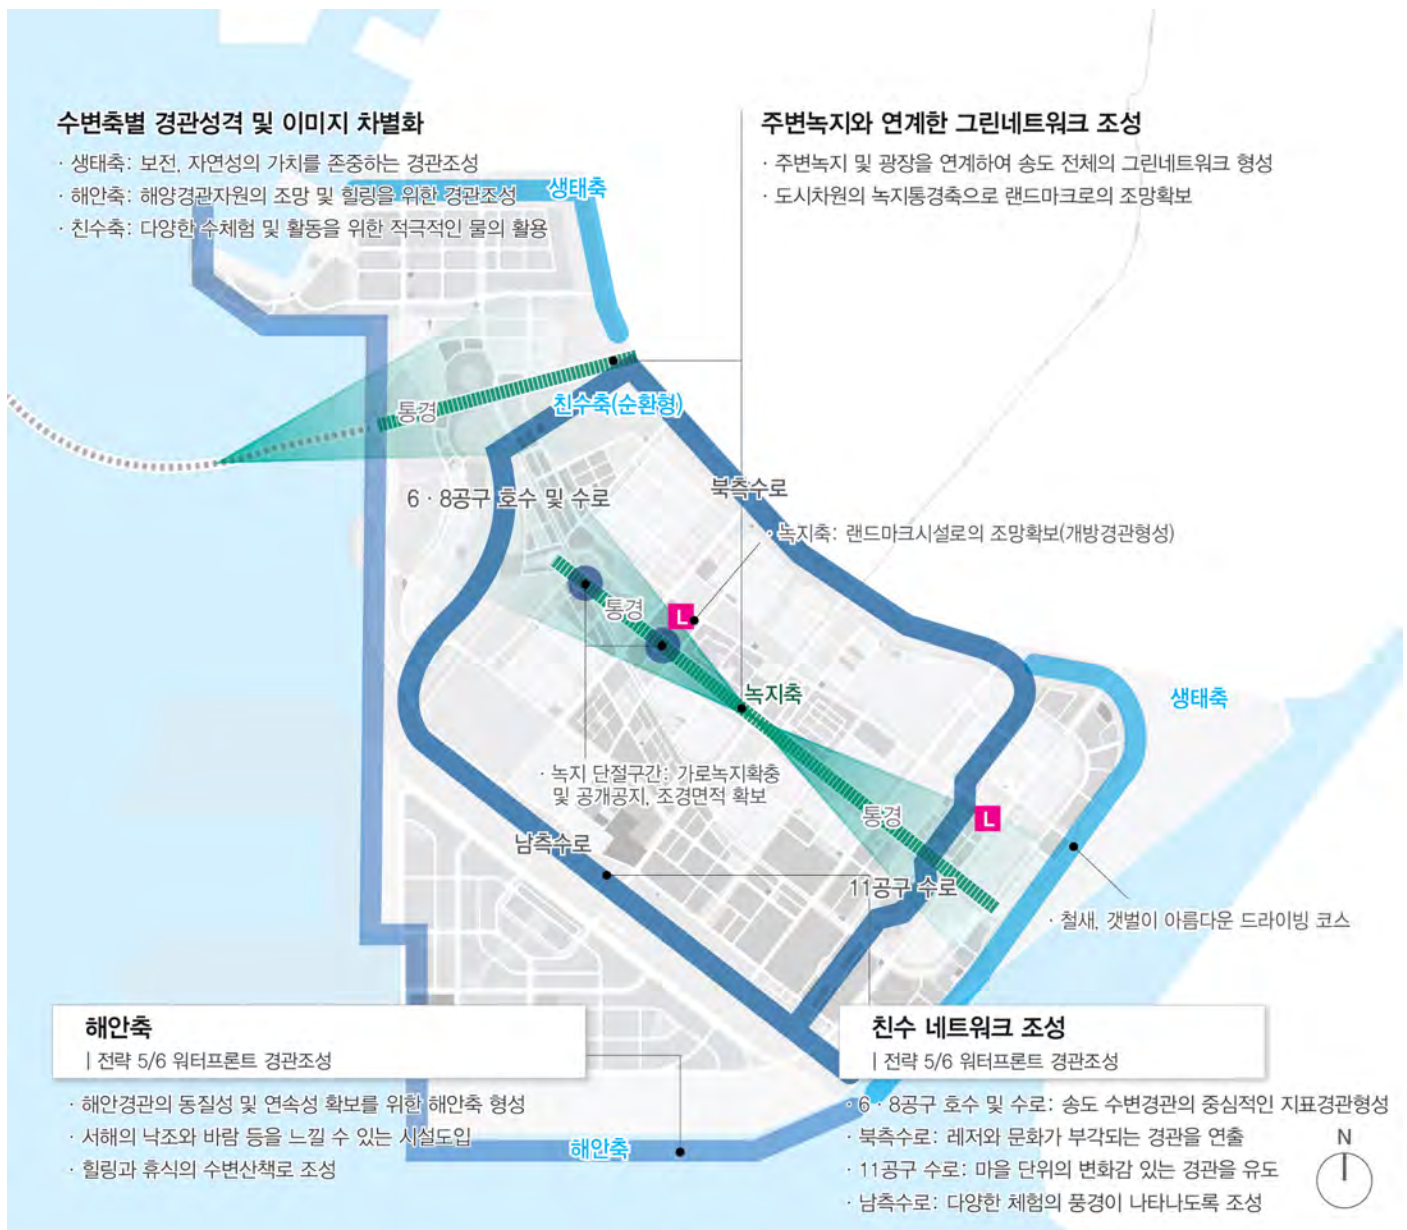 수변축별 경관성격 및 이미지 차별화
· 생태축: 보전, 자연성의 가치를 존중하는 경관조성
· 해안축: 해양경관자원의 조망 및 힐링을 위한 경관조성
· 친수축: 다양한 수체험 및 활동을 위한 적극적인 물의 활용
주변녹지와 연계한 그린네트워크 조성
· 주변녹지 및 광장을 연계하여 송도 전체의 그린네트워크 형성
· 도시차원의 녹지통경축으로 랜드마크로의 조망확보
생태축
통경
친수축(순환형)
6 · 8공구 호수 및 수로
북측수로
· 녹지축: 랜드마크시설로의 조망확보(개방경관형성)
통경
L
녹지축
생태축
· 녹지 단절구간: 가로녹지확충
및 공개공지, 조경면적 확보
통경
L
남측수로
11공구 수로
· 철새, 갯벌이 아름다운 드라이빙 코스
해안축
| 전략 5/6 워터프론트 경관조성
· 해안경관의 동질성 및 연속성 확보를 위한 해안축 형성
· 서해의 낙조와 바람 등을 느낄 수 있는 시설도입
· 힐링과 휴식의 수변산책로 조성
해안축
친수 네트워크 조성
| 전략 5/6 워터프론트 경관조성
· 6 · 8공구 호수 및 수로: 송도 수변경관의 중심적인 지표경관형성
· 북측수로: 레저와 문화가 부각되는 경관을 연출
· 11공구 수로: 마을 단위의 변화감 있는 경관을 유도
· 남측수로: 다양한 체험의 풍경이 나타나도록 조성
N